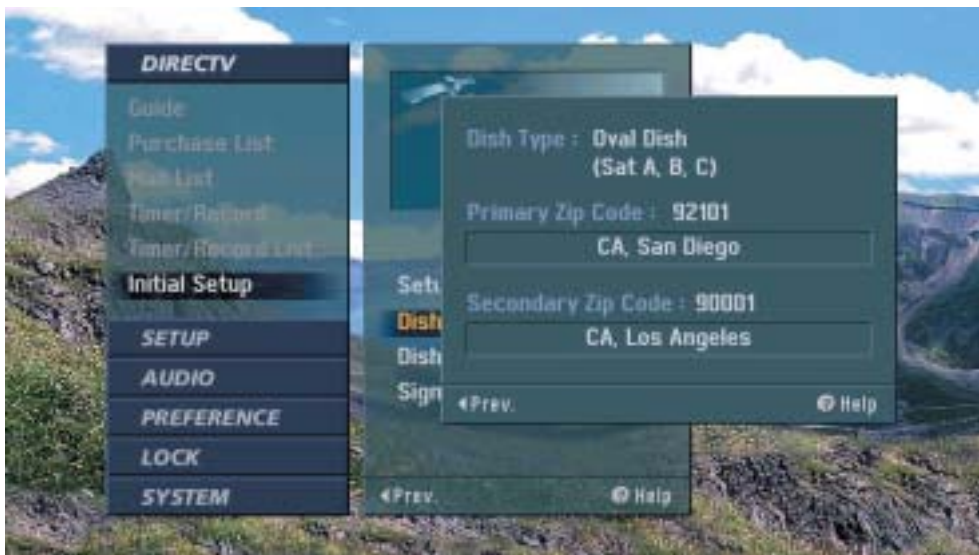 DIRECTV
Guide
Purchase List
Mail List
Timer/Record
Timer/Record List
Initial Setup
SETUP
AUDIO
PREFERENCE
LOCK
SYSTEM
Dish
Dish
◀Prev.
Help
Dish Type : Oval Dish
(Sat A, B, C)
Primary Zip Code : 92101
CA, San Diego
Secondary Zip Code : 90001
CA, Los Angeles
◀Prev.
Help